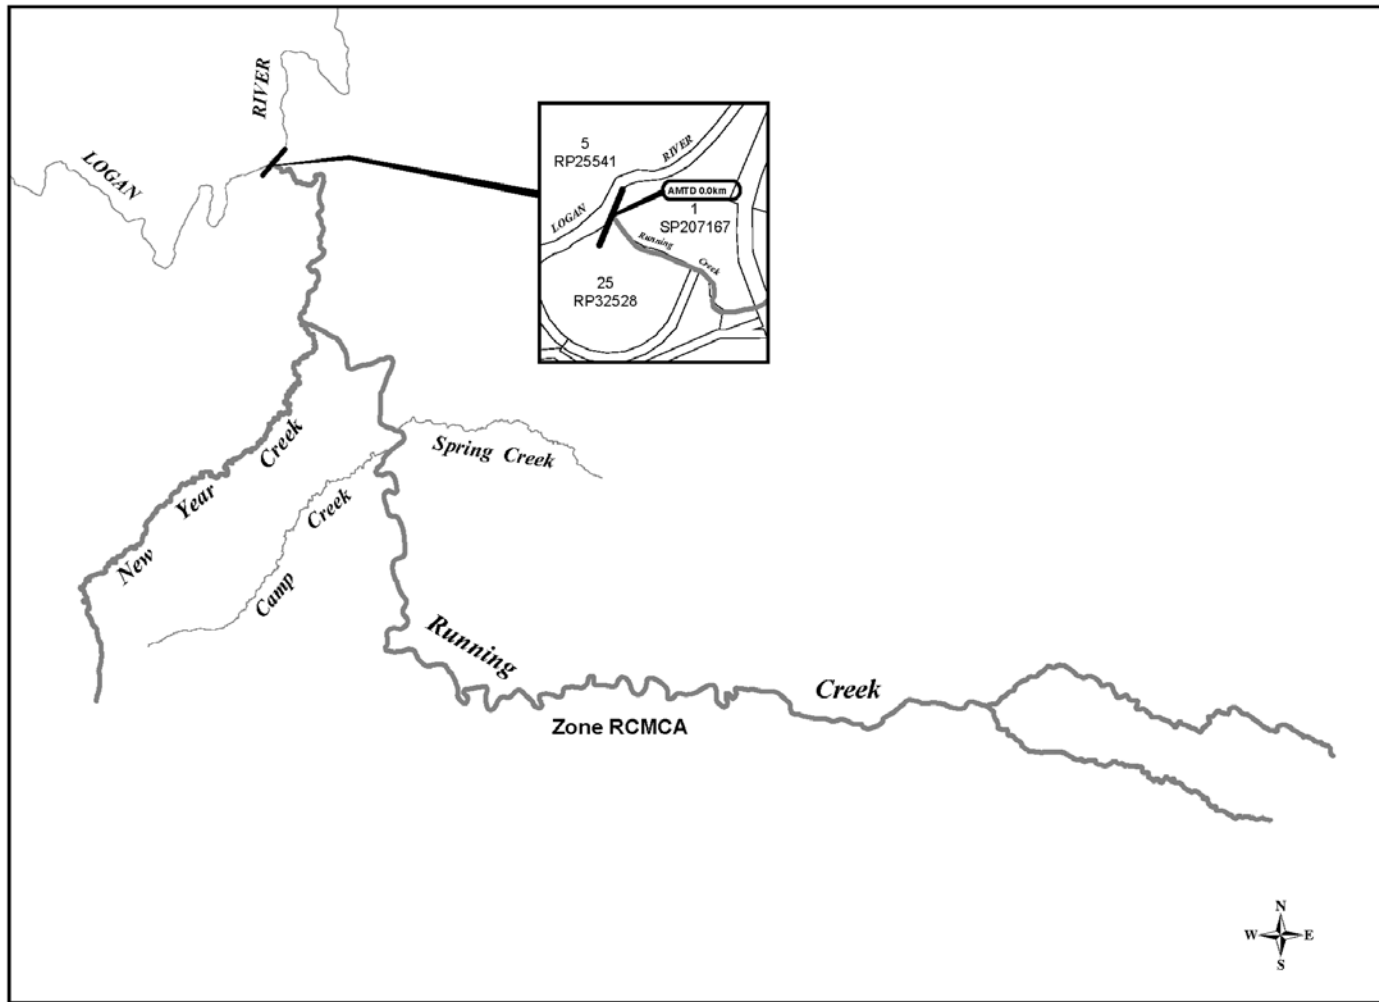 RIVER
LOGAN
5
RP25541
RIVER
AMTD 0.0km
LOGAN
1
SP207167
Running
Creek
25
RP32528
Spring Creek
Creek
Year
New
Creek
Camp
Running
Creek
Zone RCMCA
N
W E
S